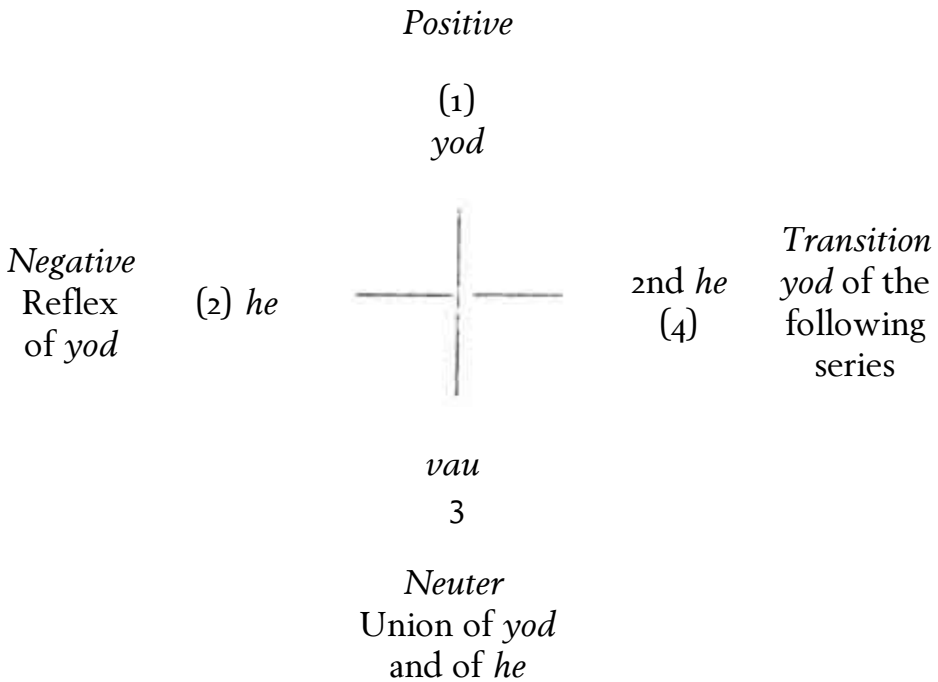 Positive
(1)
yod
Negative
Reflex
of yod
(2) he
2nd he
(4)
Transition
yod of the
following
series
vau
3
Neuter
Union of yod
and of he